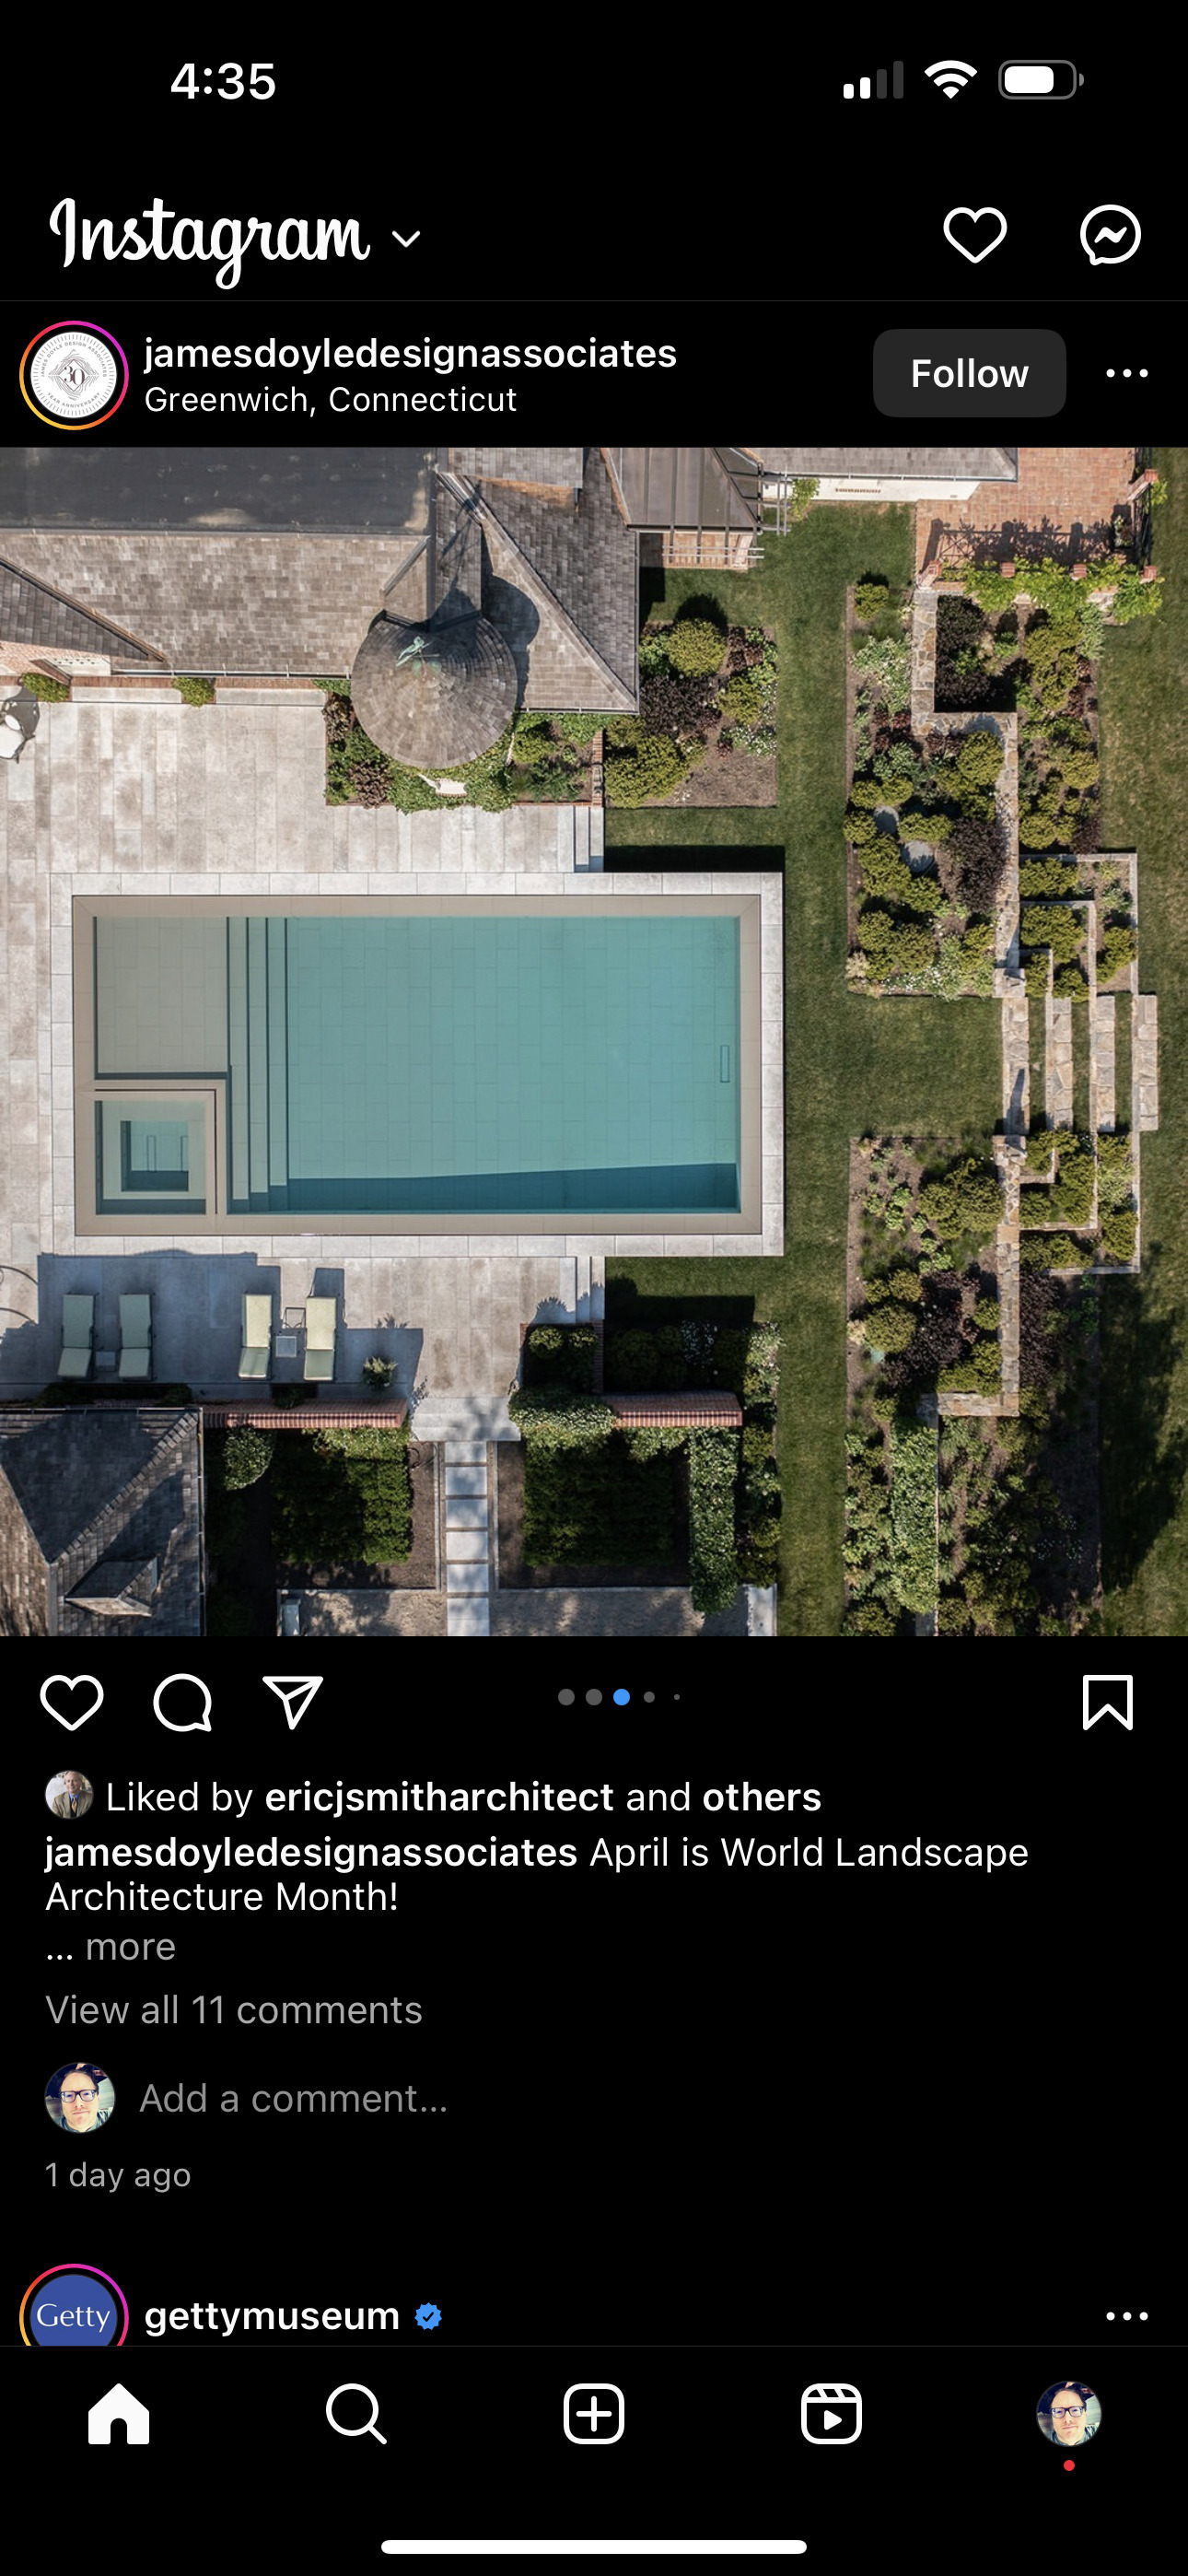 4:35
Instagram
jamesdoyledesignassociates
Greenwich, Connecticut
Follow
30
Liked by ericjsmitharchitect and others
jamesdoyledesignassociates April is World Landscape
Architecture Month!
... more
View all 11 comments
Add a comment...
1 day ago
Getty
gettymuseum